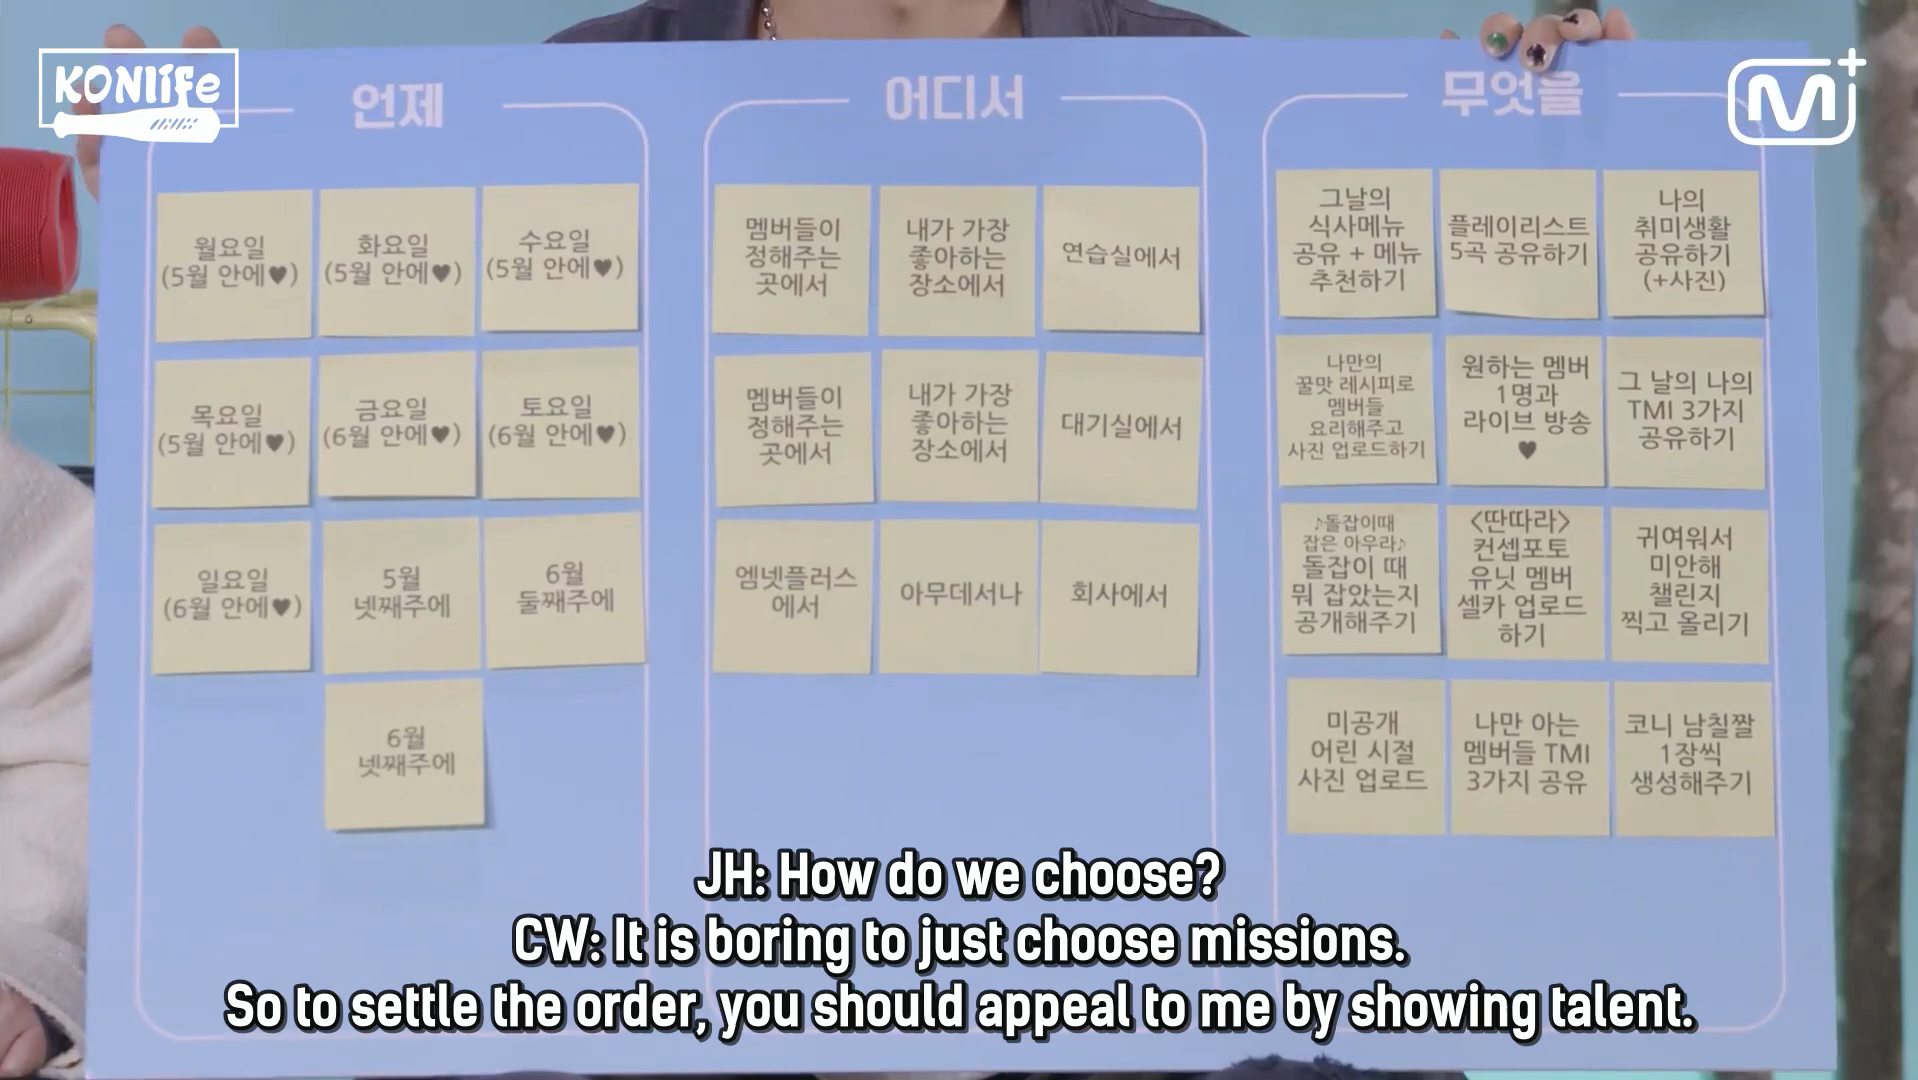 KONlife
M+
언제
어디서
무엇을
월요일
(5월 안에♥)
화요일
(5월 안에♥)
수요일
(5월 안에♥)
목요일
(5월 안에♥)
금요일
(6월 안에♥)
토요일
(6월 안에♥)
일요일
(6월 안에♥)
5월
넷째주에
6월
둘째주에
6월
넷째주에
멤버들이
정해주는
곳에서
내가 가장
좋아하는
장소에서
연습실에서
멤버들이
정해주는
곳에서
내가 가장
좋아하는
장소에서
대기실에서
엠넷플러스
에서
아무데서나
회사에서
그날의
식사메뉴
공유 + 메뉴
추천하기
플레이리스트
5곡 공유하기
나의
취미생활
공유하기
(+사진)
나만의
꿀맛 레시피로
멤버들
요리해주고
사진 업로드하기
원하는 멤버
1명과
라이브 방송
♥
그 날의 나의
TMI 3가지
공유하기
♪돌잡이때
잡은 아우라♪
돌잡이 때
뭐 잡았는지
공개해주기
<딴따라>
컨셉포토
유닛 멤버
셀카 업로드
하기
귀여워서
미안해
챌린지
찍고 올리기
미공개
어린 시절
사진 업로드
나만 아는
멤버들 TMI
3가지 공유
코니 남칠짤
1장씩
생성해주기
JH: How do we choose?
CW: It is boring to just choose missions.
So to settle the order, you should appeal to me by showing talent.